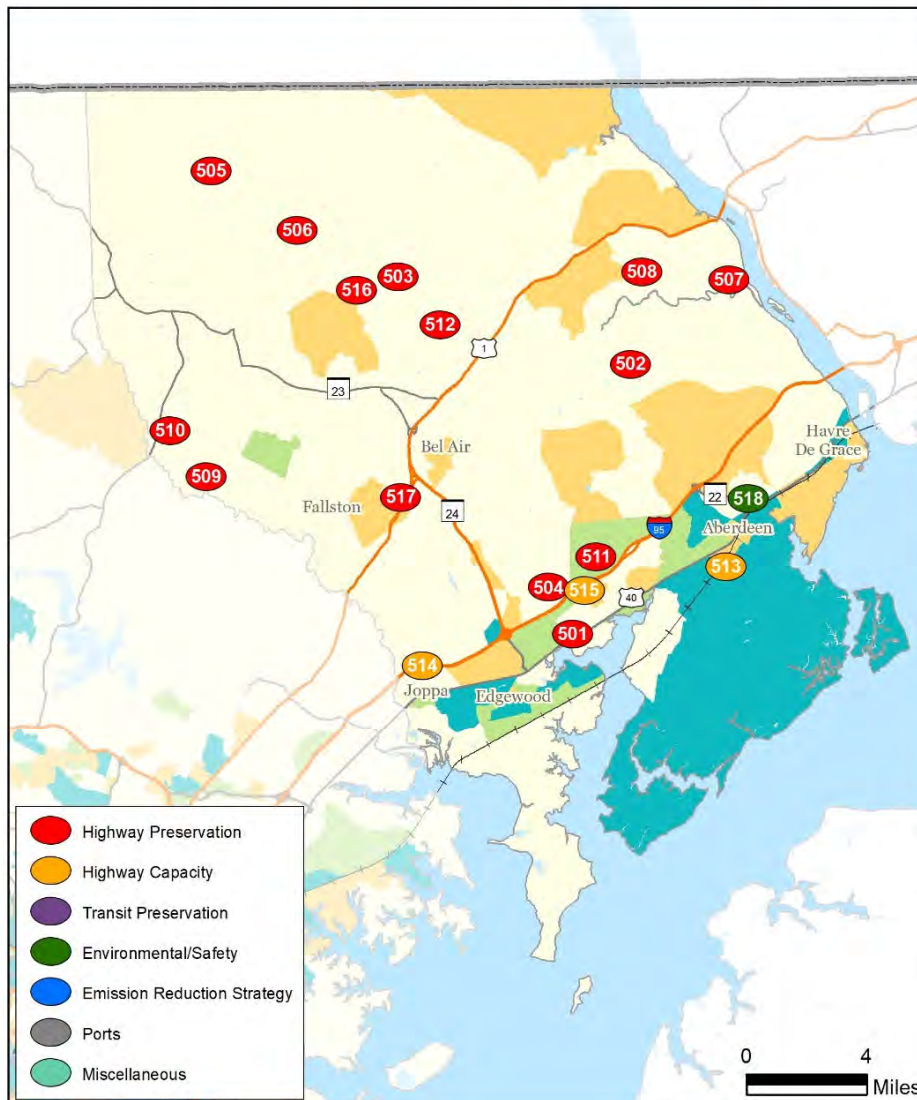 505
506
503
516
508
507
512
1
502
23
510
Bel Air
Havre
De Grace
509
517
Fallston
24
22
518
95
Aberdeen
511
513
504
515
40
501
514
Joppa
Edgewood
Highway Preservation
Highway Capacity
Transit Preservation
Environmental/Safety
Emission Reduction Strategy
Ports
Miscellaneous
0 4
Miles